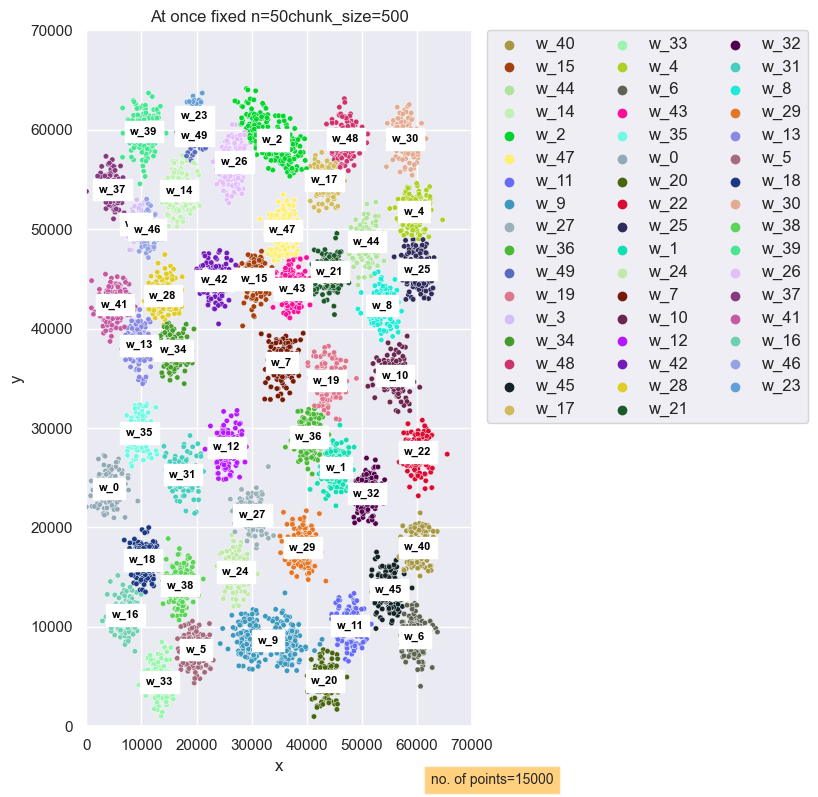 At once fixed n=50chunk_size=500
70000
60000
50000
40000
30000
20000
10000
0
y
w_23
w_39
w_49
w_2
w_48
w_30
w_26
w_17
w_37
w_14
w_4
w_46
w_47
w_44
w_21
w_25
w_42
w_15
w_43
w_28
w_41
w_8
w_13
w_34
w_7
w_10
w_19
w_35
w_36
w_12
w_22
w_1
w_31
w_0
w_32
w_27
w_29
w_40
w_18
w_24
w_38
w_45
w_16
w_11
w_9
w_6
w_5
w_33
w_20
0 10000 20000 30000 40000 50000 60000 70000
x
w_40 w_33 w_32
w_15 w_4 w_31
w_44 w_6 w_8
w_14 w_43 w_29
w_2 w_35 w_13
w_47 w_0 w_5
w_11 w_20 w_18
w_9 w_22 w_30
w_27 w_25 w_38
w_36 w_1 w_39
w_49 w_24 w_26
w_19 w_7 w_37
w_3 w_10 w_41
w_34 w_12 w_16
w_48 w_42 w_46
w_45 w_28 w_23
w_17 w_21
no. of points=15000